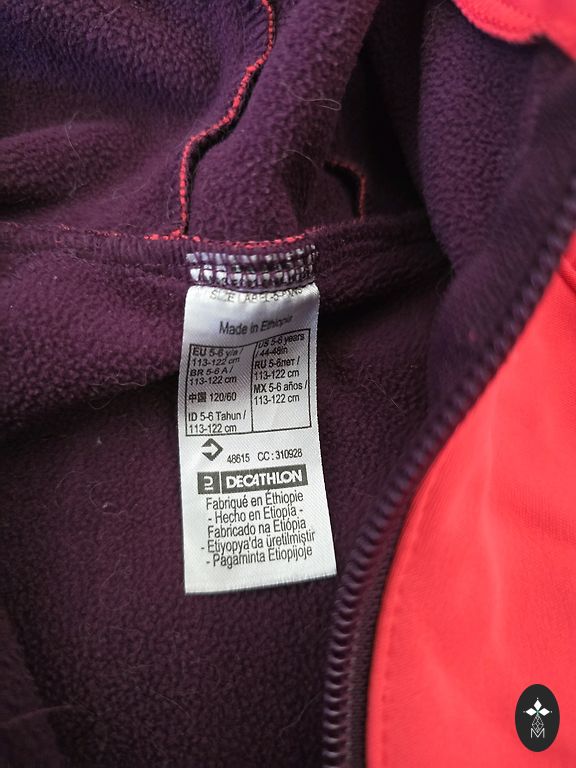 SIZE LABEL-5-
Made in Ethiopia
EU 5-6 y/a /
113-122 cm
BR 5-6 A /
113-122 cm
中国 120/60
ID 5-6 Tahun /
113-122 cm
US 5-6 years
/ 44-48in
RU 5-6лет /
113-122 cm
MX 5-6 años /
113-122 cm
48615 CC : 310928
DECATHLON
Fabriqué en Éthiopie
- Hecho en Etiopía -
Fabricado na Etiópia
- Etiyopya'da üretilmiştir
- Pagaminta Etiopijoje
M